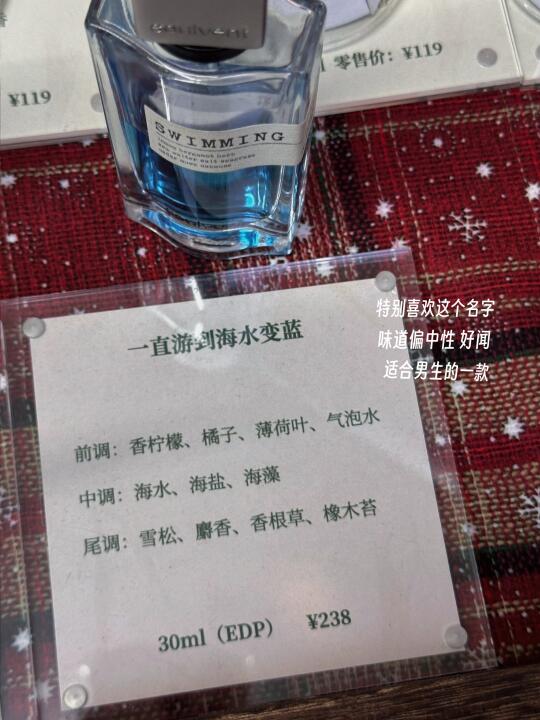 零售价：¥119
¥119
SWIMMING
一直游到海水变蓝
特别喜欢这个名字
味道偏中性 好闻
适合男生的一款
前调：香柠檬、橘子、薄荷叶、气泡水
中调：海水、海盐、海藻
尾调：雪松、麝香、香根草、橡木苔
30ml（EDP） ¥238